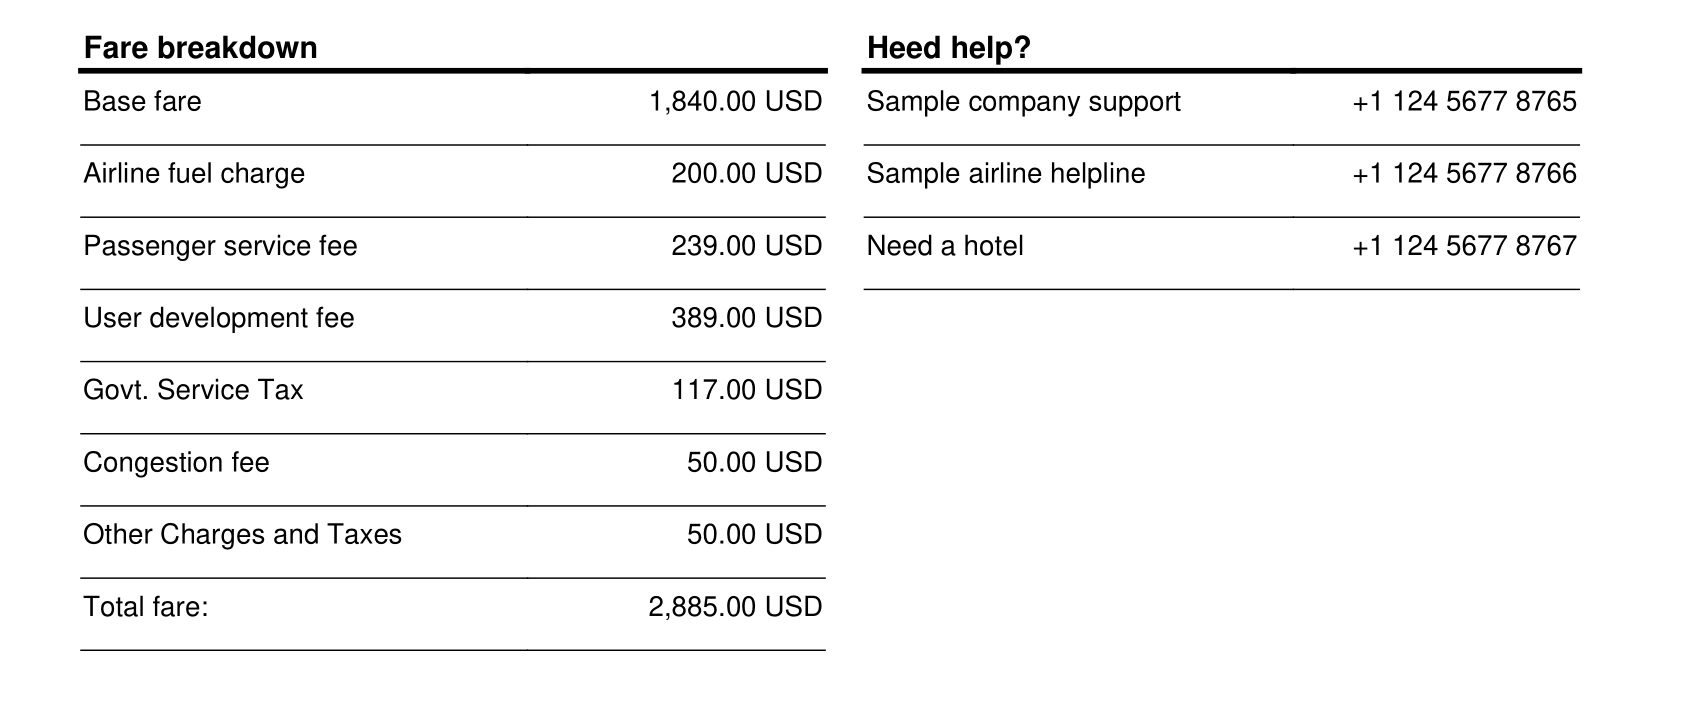 Fare breakdown
Base fare 1,840.00 USD
Airline fuel charge 200.00 USD
Passenger service fee 239.00 USD
User development fee 389.00 USD
Govt. Service Tax 117.00 USD
Congestion fee 50.00 USD
Other Charges and Taxes 50.00 USD
Total fare: 2,885.00 USD
Heed help?
Sample company support +1 124 5677 8765
Sample airline helpline +1 124 5677 8766
Need a hotel +1 124 5677 8767